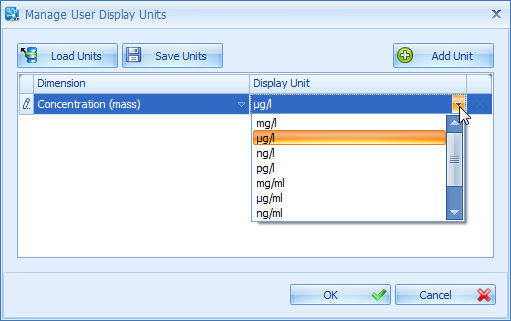 Manage User Display Units
Load Units Save Units Add Unit
Dimension Display Unit
Concentration (mass) µg/l
mg/l
µg/l
ng/l
pg/l
mg/ml
µg/ml
ng/ml
OK Cancel